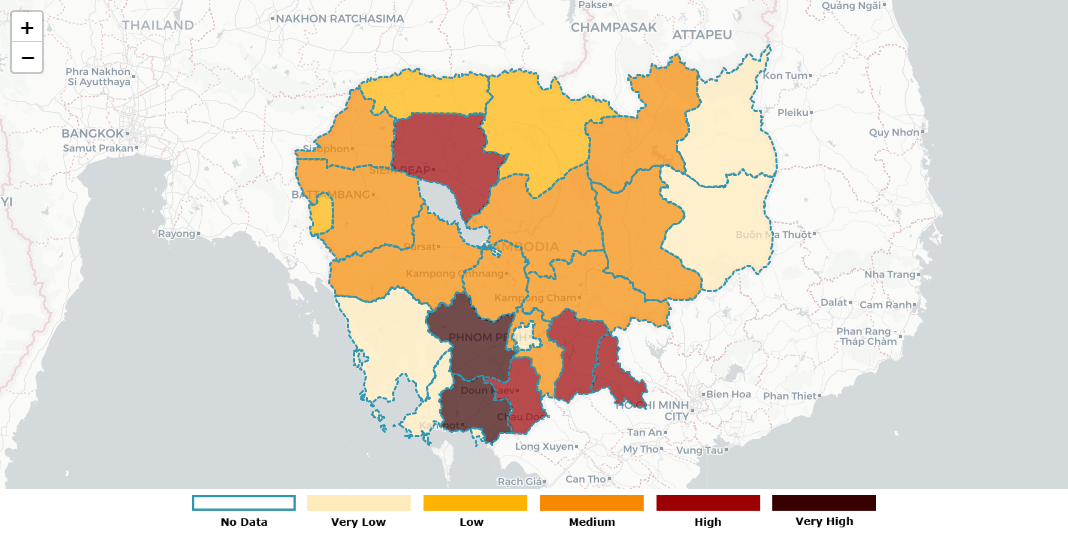 +
−
THAILAND
NAKHON RATCHASIMA
Pakse
Quảng Ngãi
CHAMPASAK
ATTAPEU
Phra Nakhon
Si Ayutthaya
Kon Tum
Pleiku
BANGKOK
Samut Prakan
Quy Nhơn
Sisophon
SIEM REAP
YI
BATTAMBANG
Rayong
Buôn Ma Thuột
Pursat
CAMBODIA
Kampong Chhnang
Nha Trang
Kampong Cham
Dalat
Cam Ranh
PHNOM PENH
Phan Rang -
Tháp Chàm
Doun Kaev
Bien Hoa
Phan Thiet
HO CHI MINH
CITY
Chau Doc
Kampot
Tan An
Long Xuyen
My Tho
Vung Tau
Rach Giá
Can Tho
No Data
Very Low
Low
Medium
High
Very High